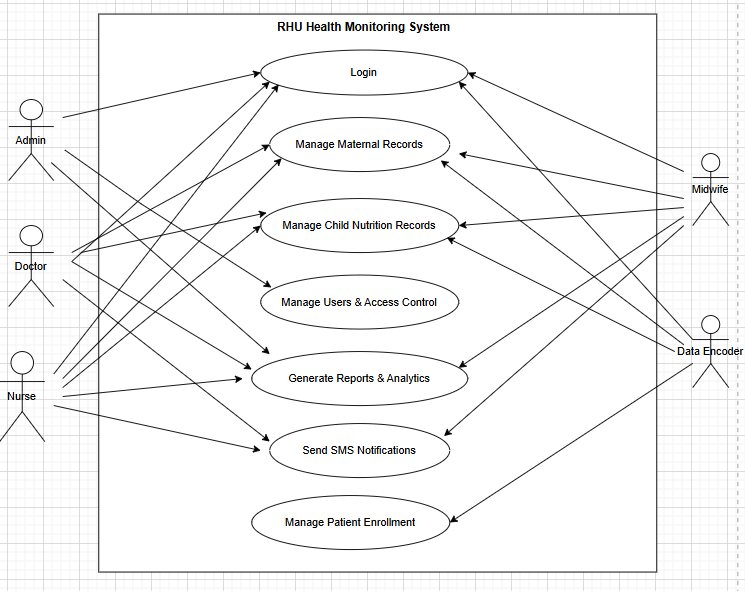 RHU Health Monitoring System
Login
Admin
Manage Maternal Records
Midwife
Manage Child Nutrition Records
Doctor
Manage Users & Access Control
Data Encoder
Generate Reports & Analytics
Nurse
Send SMS Notifications
Manage Patient Enrollment